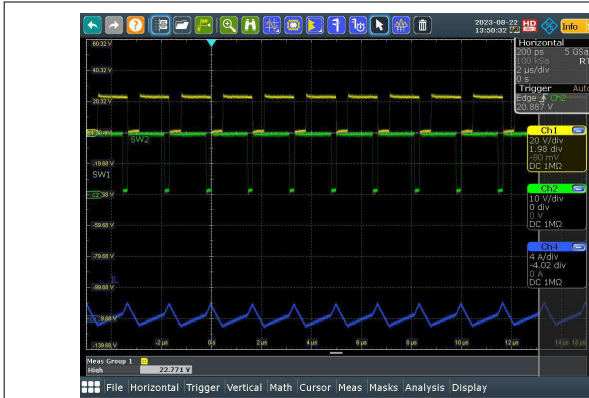 2023-08-22
13:50:32
HD
Info
Horizontal
200 ps 5 GSa
100 kSa RT
2 µs/div
0 s
Trigger Auto
Edge Ch2
20.887 V
60.32 V
40.32 V
20.32 V
SW2
-19.68 V
SW1
C2
-59.68 V
-79.68 V
-99.68 V
IL
-139.68 V
-2 µs 0 s 2 µs 4 µs 6 µs 8 µs 10 µs 12 µs 14 µs 16 µs
Ch1
20 V/div
1.98 div
-80 mV
DC 1MΩ
Ch2
10 V/div
0 div
0 V
DC 1MΩ
Ch4
4 A/div
-4.02 div
0 A
DC 1MΩ
Meas Group 1
High 22.771 V
File Horizontal Trigger Vertical Math Cursor Meas Masks Analysis Display